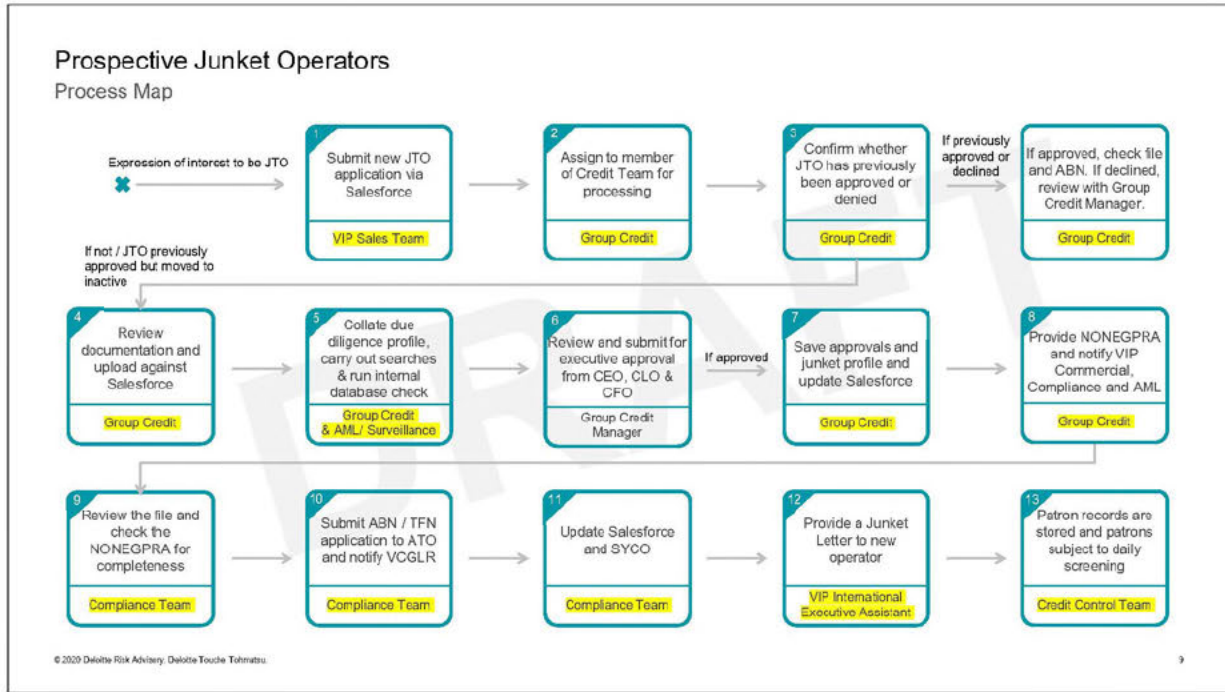 Prospective Junket Operators
Process Map
Expression of interest to be JTO
1
Submit new JTO
application via
Salesforce
VIP Sales Team
2
Assign to member
of Credit Team for
processing
Group Credit
3
Confirm whether
JTO has previously
been approved or
denied
Group Credit
If previously
approved or
declined
If approved, check file
and ABN. If declined,
review with Group
Credit Manager.
Group Credit
If not / JTO previously
approved but moved to
inactive
4
Review
documentation and
upload against
Salesforce
Group Credit
5
Collate due
diligence profile,
carry out searches
& run internal
database check
Group Credit
& AML/ Surveillance
6
Review and submit for
executive approval
from CEO, CLO &
CFO
Group Credit
Manager
If approved
7
Save approvals and
junket profile and
update Salesforce
Group Credit
8
Provide NONEGPRA
and notify VIP
Commercial,
Compliance and AML
Group Credit
9
Review the file and
check the
NONEGPRA for
completeness
Compliance Team
10
Submit ABN / TFN
application to ATO
and notify VCGLR
Compliance Team
11
Update Salesforce
and SYCO
Compliance Team
12
Provide a Junket
Letter to new
operator
VIP International
Executive Assistant
13
Patron records are
stored and patrons
subject to daily
screening
Credit Control Team
DRAFT
© 2020 Deloitte Risk Advisory. Deloitte Touche Tohmatsu.
9